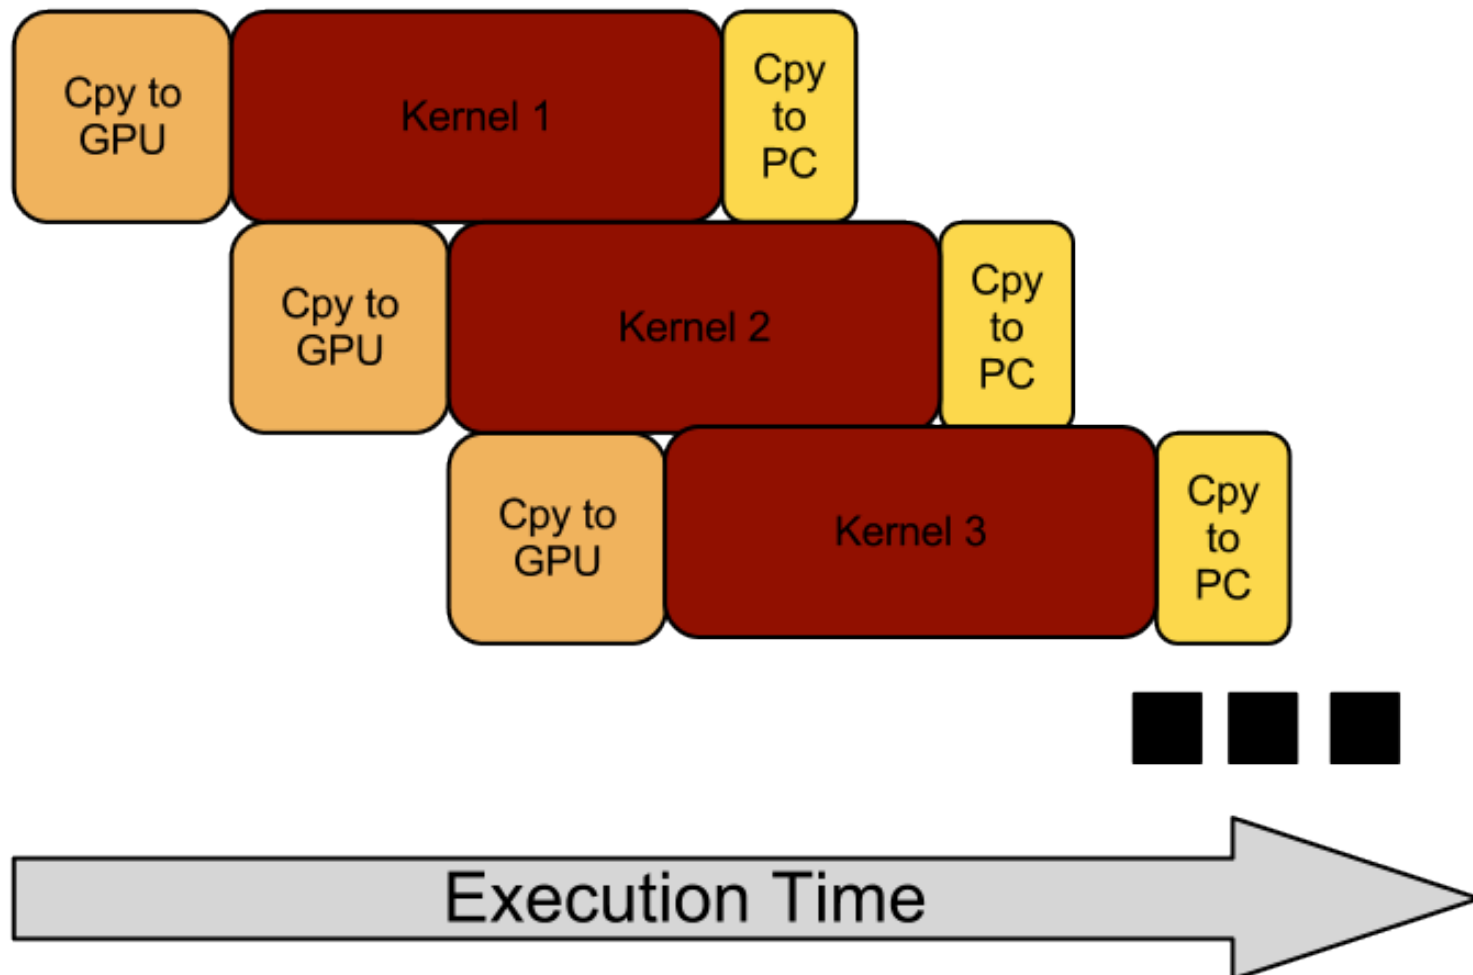 Cpy to
GPU
Kernel 1
Cpy
to
PC
Cpy to
GPU
Kernel 2
Cpy
to
PC
Cpy to
GPU
Kernel 3
Cpy
to
PC
Execution Time